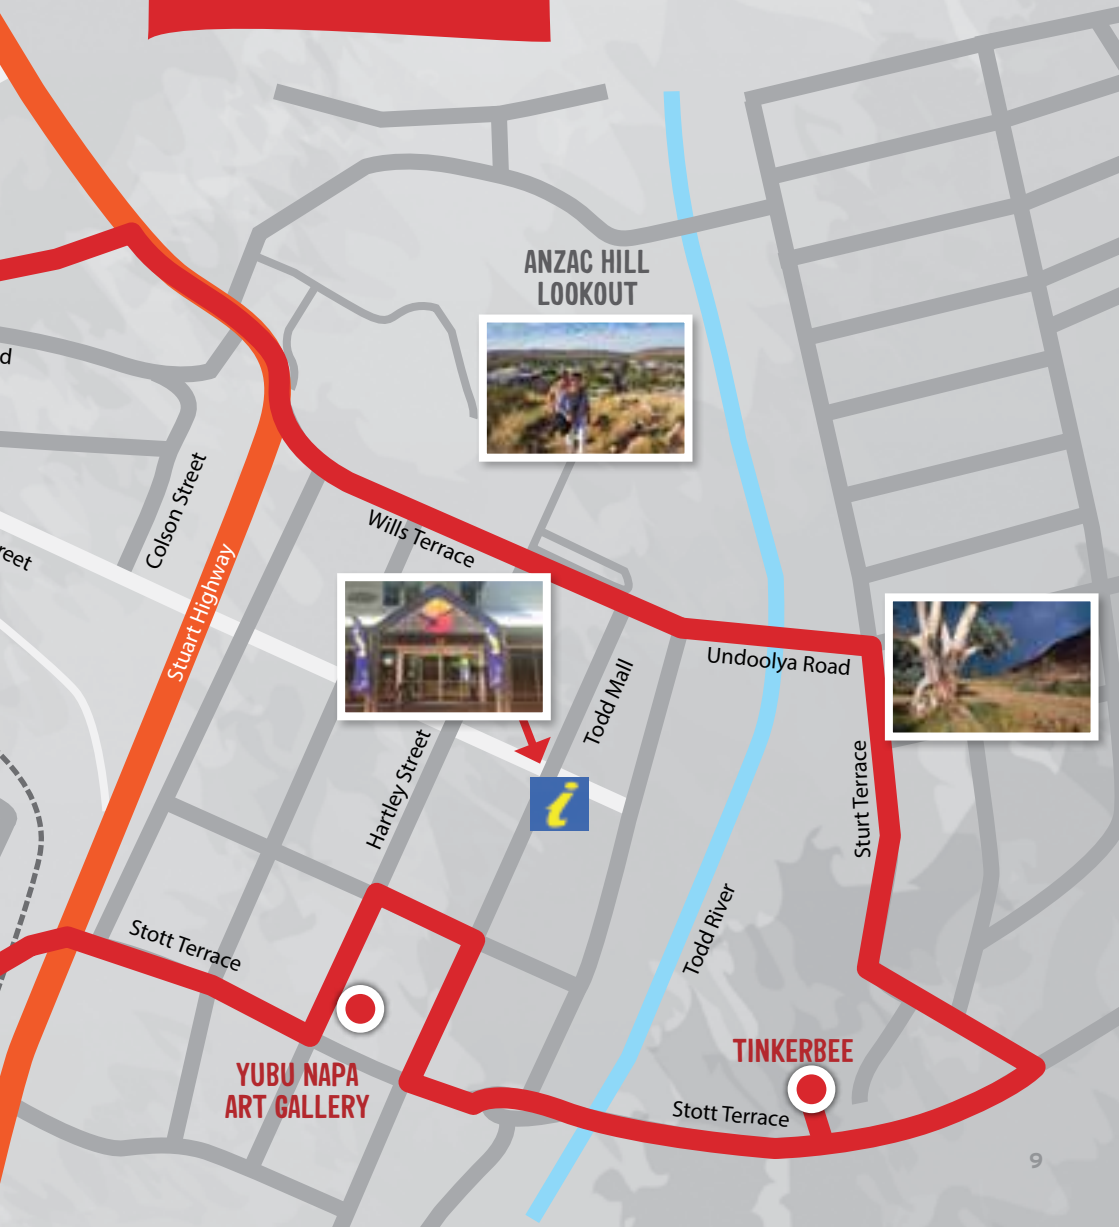 ANZAC HILL
LOOKOUT
d
Colson Street
Wills Terrace
reet
Stuart Highway
Undoolya Road
Todd Mall
i
Hartley Street
Sturt Terrace
Stott Terrace
Todd River
YUBU NAPA
ART GALLERY
TINKERBEE
Stott Terrace
9